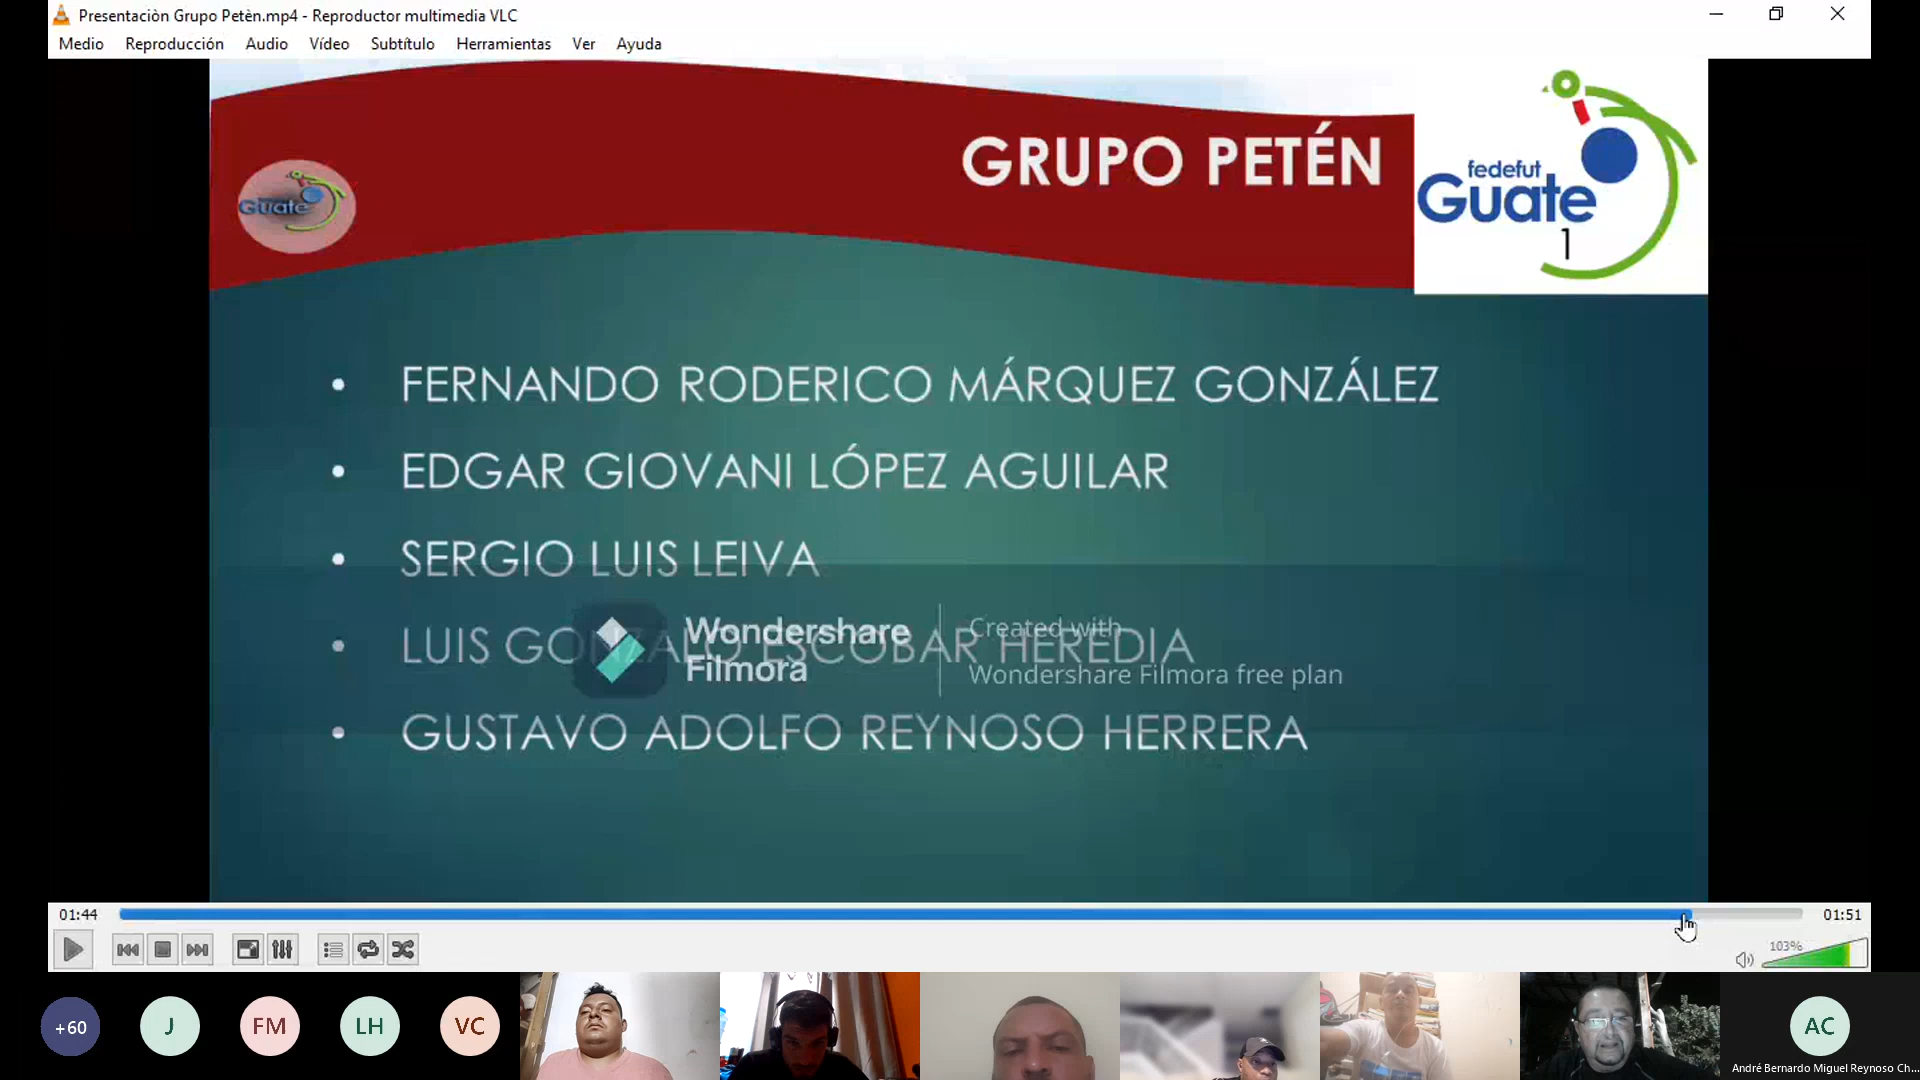 Presentaciòn Grupo Petèn.mp4 - Reproductor multimedia VLC
Medio Reproducción Audio Vídeo Subtítulo Herramientas Ver Ayuda
GRUPO PETÉN
fedefut
Guate
1
Guate
• FERNANDO RODERICO MÁRQUEZ GONZÁLEZ
• EDGAR GIOVANI LÓPEZ AGUILAR
• SERGIO LUIS LEIVA
• LUIS GONZALO ESCOBAR HEREDIA
Wondershare
Filmora
Created with
Wondershare Filmora free plan
• GUSTAVO ADOLFO REYNOSO HERRERA
01:44
01:51
103%
+60
J
FM
LH
VC
AC
André Bernardo Miguel Reynoso Ch...